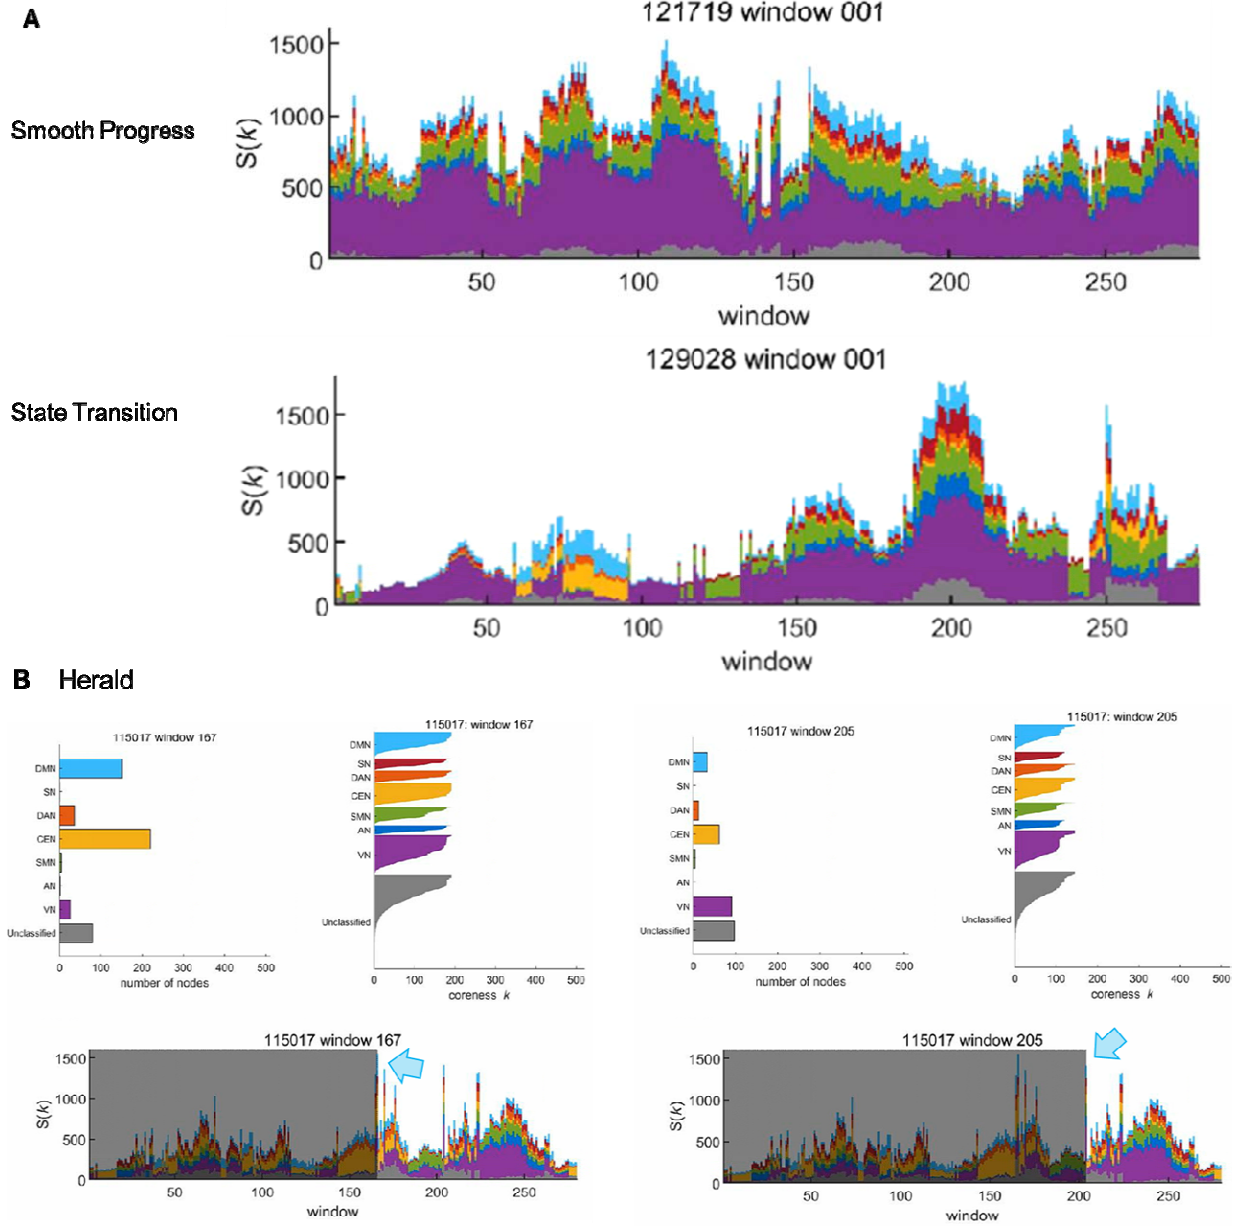 A
121719 window 001
Smooth Progress
S(k)
1500
1000
500
0
50 100 150 200 250
window
129028 window 001
State Transition
S(k)
1500
1000
500
0
50 100 150 200 250
window
B Herald
115017 window 167
DMN
SN
DAN
CEN
SMN
AN
VN
Unclassified
0 100 200 300 400 500
number of nodes
115017: window 167
DMN
SN
DAN
CEN
SMN
AN
VN
Unclassified
0 100 200 300 400 500
coreness k
115017 window 205
DMN
SN
DAN
CEN
SMN
AN
VN
Unclassified
0 100 200 300 400 500
number of nodes
115017: window 205
DMN
SN
DAN
CEN
SMN
AN
VN
Unclassified
0 100 200 300 400 500
coreness k
115017 window 167
S(k)
1500
1000
500
0
50 100 150 200 250
window
115017 window 205
S(k)
1500
1000
500
0
50 100 150 200 250
window